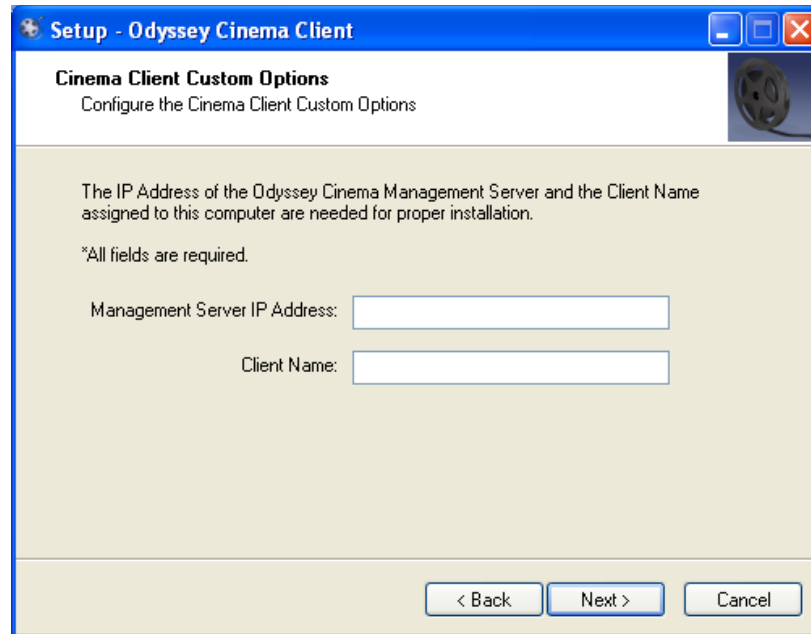 Setup - Odyssey Cinema Client
Cinema Client Custom Options
Configure the Cinema Client Custom Options
The IP Address of the Odyssey Cinema Management Server and the Client Name
assigned to this computer are needed for proper installation.
*All fields are required.
Management Server IP Address:
Client Name:
< Back Next > Cancel